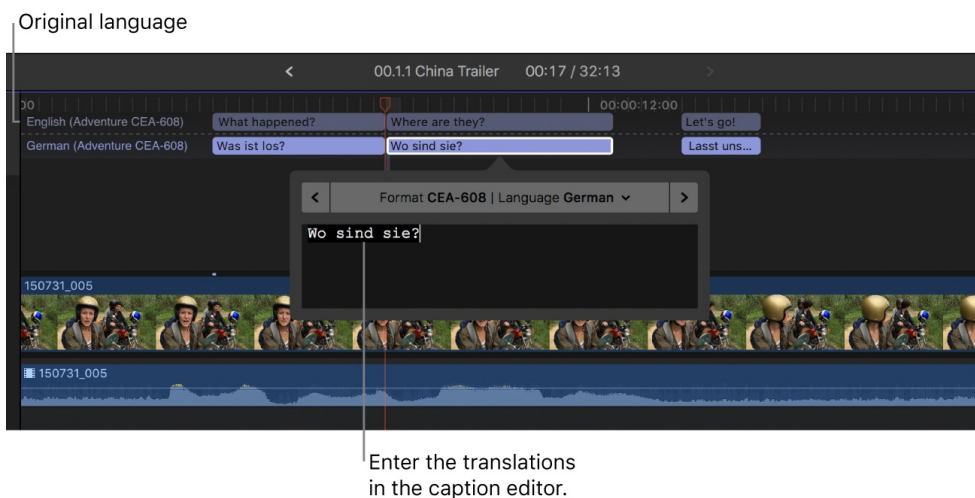 Original language
00.1.1 China Trailer 00:17 / 32:13
00 00:00:12:00
English (Adventure CEA-608) What happened? Where are they? Let's go!
German (Adventure CEA-608) Was ist los? Wo sind sie? Lasst uns...
Format CEA-608 | Language German
Wo sind sie?
150731_005
150731_005
Enter the translations
in the caption editor.